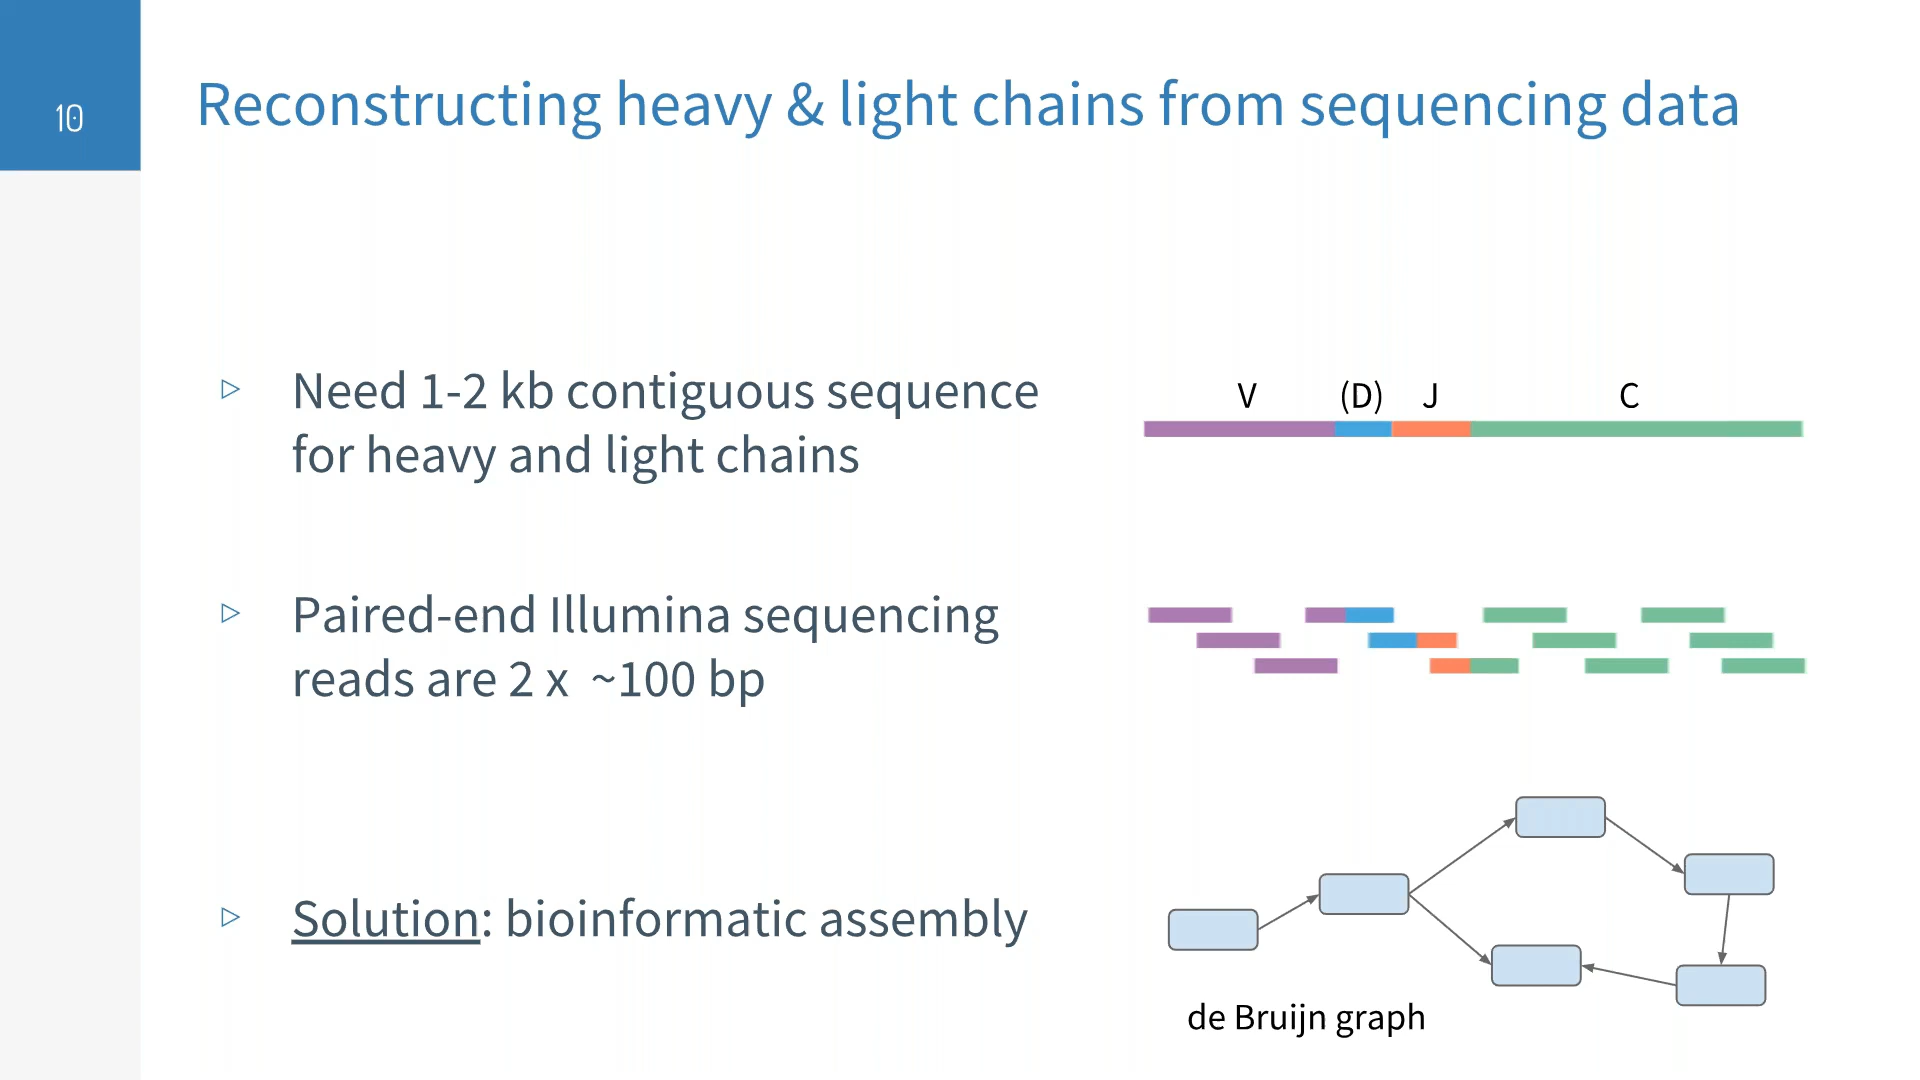 10
Reconstructing heavy & light chains from sequencing data
▹ Need 1-2 kb contiguous sequence
for heavy and light chains
V (D) J C
▹ Paired-end Illumina sequencing
reads are 2 x ~100 bp
▹ Solution: bioinformatic assembly
de Bruijn graph